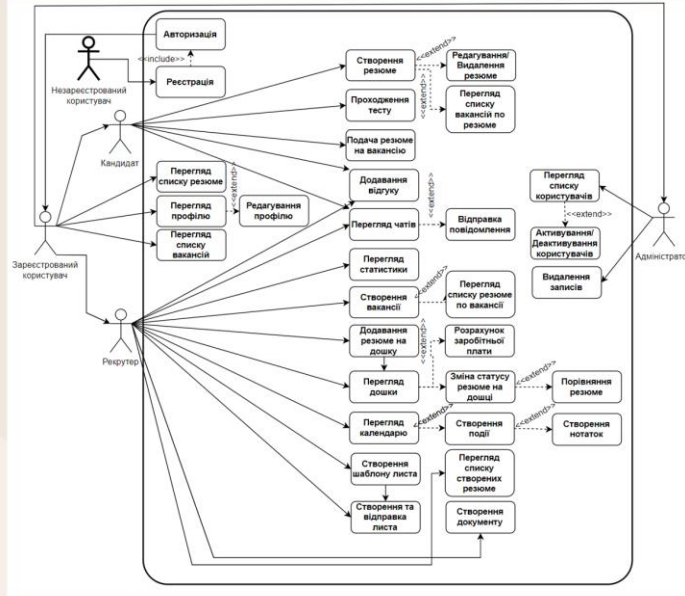 Авторизація
<<include>>
Реєстрація
Незареєстрований
користувач
Кандидат
Зареєстрований
користувач
Рекрутер
Перегляд
списку резюме
Перегляд
профілю
Перегляд
списку
вакансій
<<extend>>
Редагування
профілю
Створення
резюме
<<extend>>
Редагування/
Видалення
резюме
<<extend>>
Перегляд
списку
вакансій по
резюме
Проходження
тесту
Подача резюме
на вакансію
Додавання
відгуку
<<extend>>
Перегляд чатів
Відправка
повідомлення
Перегляд
статистики
Створення
вакансії
<<extend>>
Перегляд
списку резюме
по вакансії
Додавання
резюме на
дошку
<<extend>>
Розрахунок
заробітної
плати
Перегляд
дошки
Зміна статусу
резюме на
дошці
<<extend>>
Порівняння
резюме
Перегляд
календарю
<<extend>>
Створення
події
<<extend>>
Створення
нотаток
Створення
шаблону листа
Перегляд
списку
створених
резюме
Створення та
відправка
листа
Створення
документу
Перегляд
списку
користувачів
<<extend>>
Активування/
Деактивування
користувачів
Видалення
записів
Адміністрато